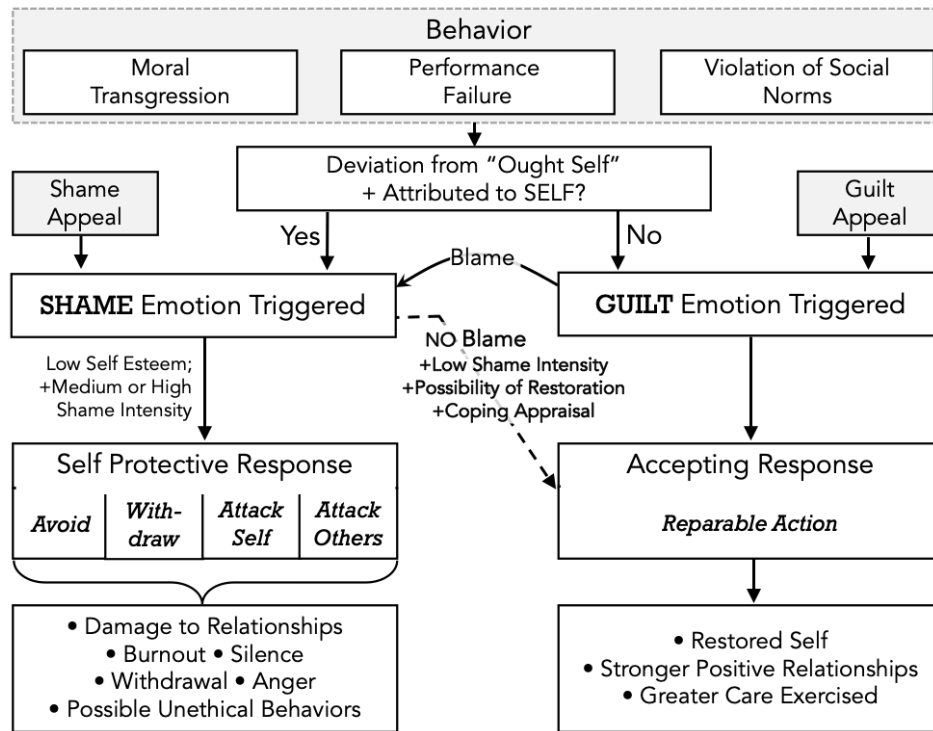 Behavior
Moral
Transgression
Performance
Failure
Violation of Social
Norms
Deviation from “Ought Self”
+ Attributed to SELF?
Shame
Appeal
Guilt
Appeal
Yes
No
Blame
SHAME Emotion Triggered
GUILT Emotion Triggered
Low Self Esteem;
+Medium or High
Shame Intensity
NO Blame
+Low Shame Intensity
+Possibility of Restoration
+Coping Appraisal
Self Protective Response
Avoid
With-
draw
Attack
Self
Attack
Others
Accepting Response
Reparable Action
• Damage to Relationships
• Burnout • Silence
• Withdrawal • Anger
• Possible Unethical Behaviors
• Restored Self
• Stronger Positive Relationships
• Greater Care Exercised